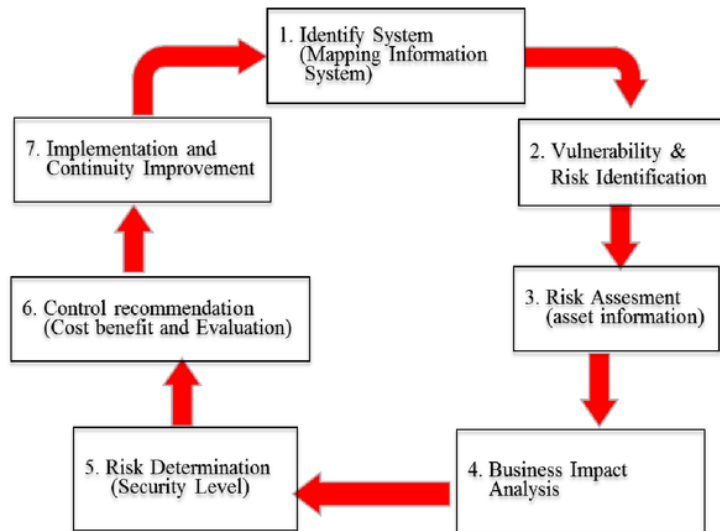 1. Identify System
(Mapping Information
System)
2. Vulnerability &
Risk Identification
3. Risk Assesment
(asset information)
4. Business Impact
Analysis
5. Risk Determination
(Security Level)
6. Control recommendation
(Cost benefit and Evaluation)
7. Implementation and
Continuity Improvement